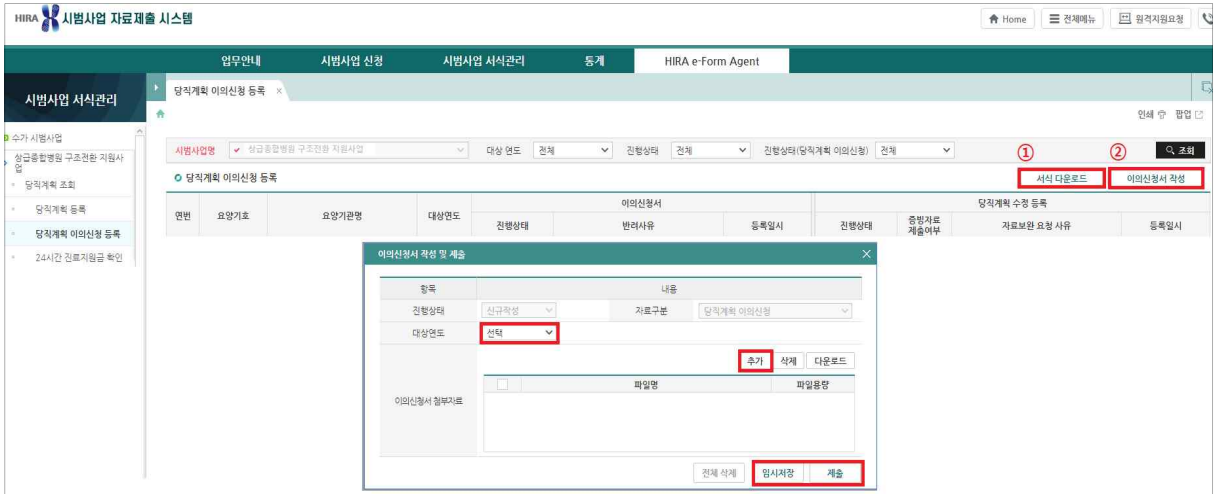 HIRA 시범사업 자료제출 시스템
Home 전체메뉴 원격지원요청
업무안내 시범사업 신청 시범사업 서식관리 통계 HIRA e-Form Agent
시범사업 서식관리
당직계획 이의신청 등록 ×
인쇄 팝업
수가 시범사업
상급종합병원 구조전환 지원사
업
당직계획 조회
당직계획 등록
당직계획 이의신청 등록
24시간 진료지원금 확인
시범사업명 상급종합병원 구조전환 지원사업 대상 연도 전체 진행상태 전체 진행상태(당직계획 이의신청) 전체 조회
① ②
당직계획 이의신청 등록 서식 다운로드 이의신청서 작성
연번 요양기호 요양기관명 대상연도 이의신청서 당직계획 수정 등록
진행상태 반려사유 등록일시 진행상태 증빙자료 제출여부 자료보완 요청 사유 등록일시
이의신청서 작성 및 제출 ×
항목 내용
진행상태 신규작성 자료구분 당직계획 이의신청
대상연도 선택
추가 삭제 다운로드
이의신청서 첨부자료
파일명 파일용량
전체 삭제 임시저장 제출